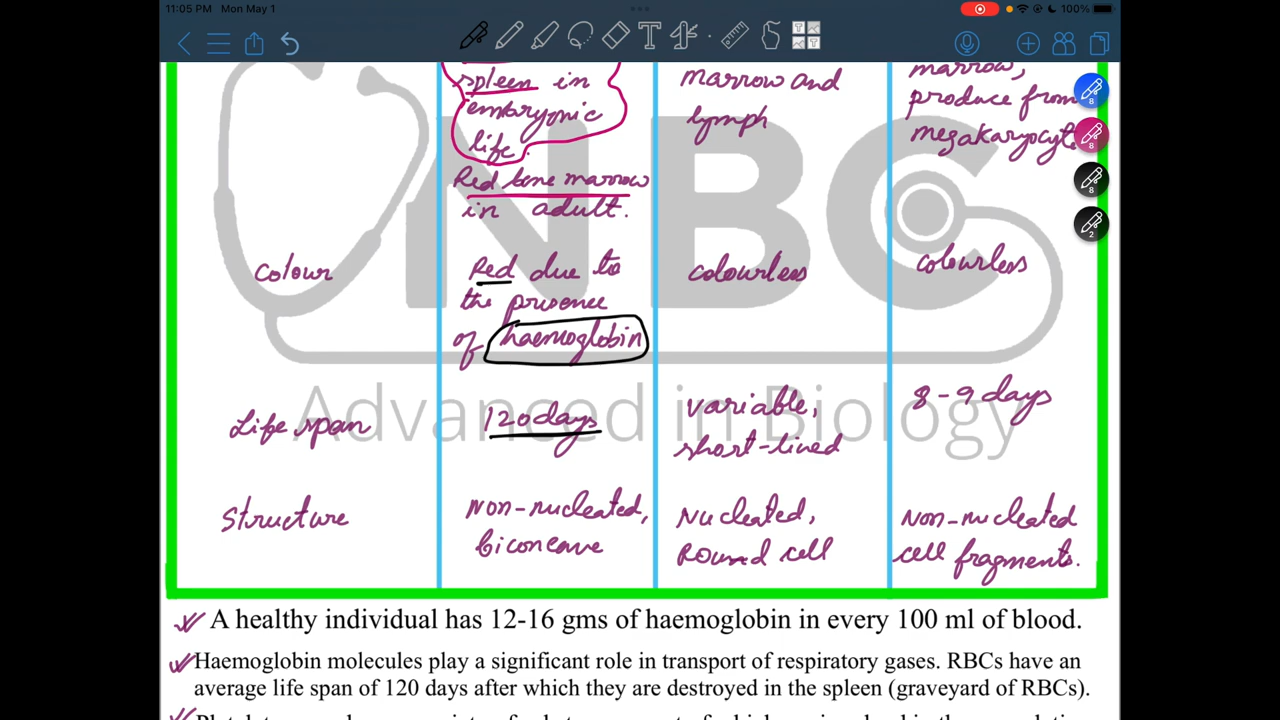 11:05 PM Mon May 1
100%
spleen in
embryonic
life.
Red bone marrow
in adult.
marrow and
lymph
marrow,
produce from
megakaryocyte
8
8
8
2
NBC
Advanced in Biology
colour
Red due to
the presence
of haemoglobin
colourless
colourless
Life span
120 days
variable,
short-lived
8-9 days
Structure
Non-nucleated,
biconcave
Nucleated,
Round cell
Non-nucleated
cell fragments.
A healthy individual has 12-16 gms of haemoglobin in every 100 ml of blood.
Haemoglobin molecules play a significant role in transport of respiratory gases. RBCs have an
average life span of 120 days after which they are destroyed in the spleen (graveyard of RBCs).